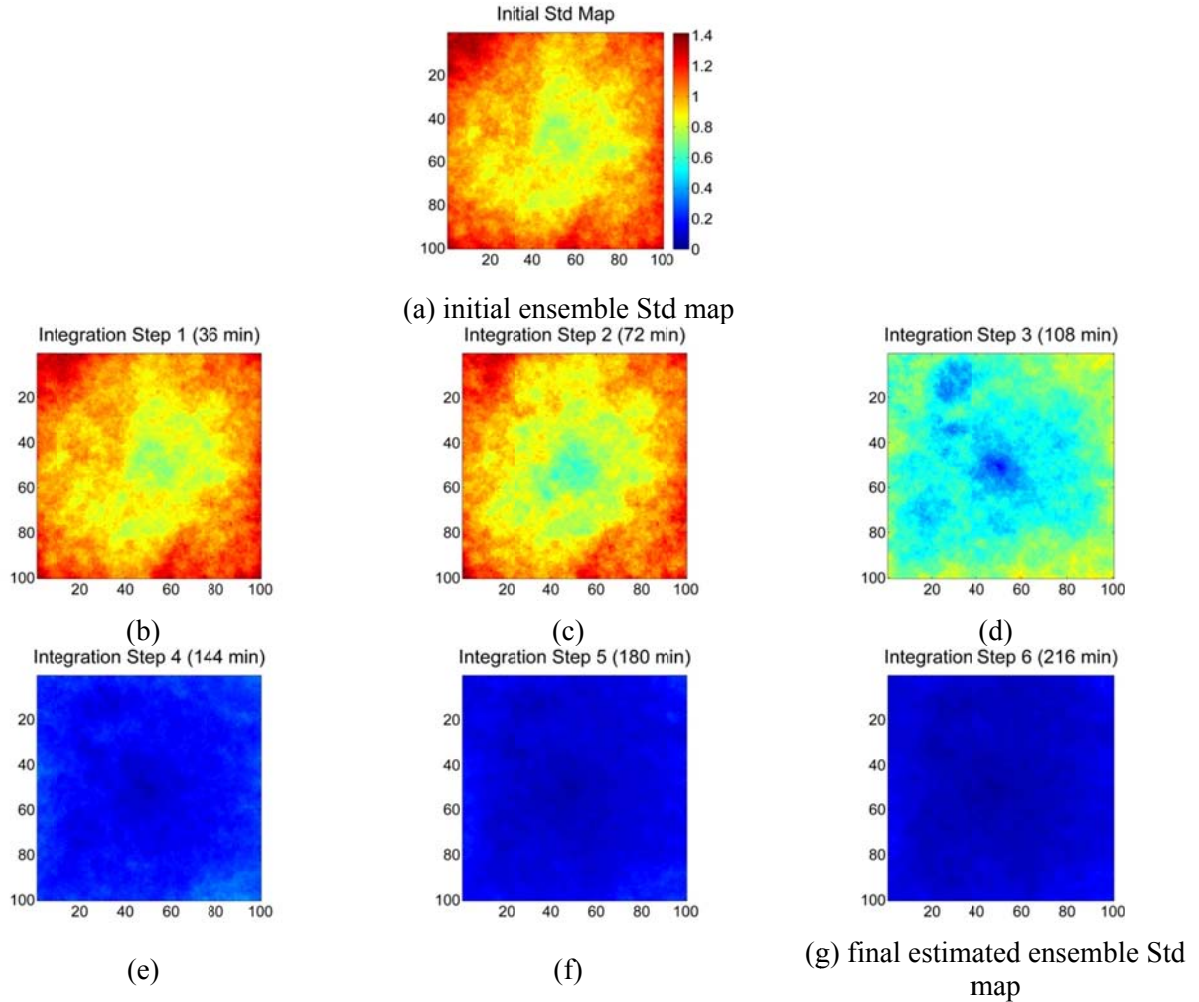 Initial Std Map
1.4
20
1.2
1
40
0.8
60
0.6
0.4
80
0.2
100
0
20 40 60 80 100
(a) initial ensemble Std map
Integration Step 1 (36 min) Integration Step 2 (72 min) Integration Step 3 (108 min)
20 20 20
40 40 40
60 60 60
80 80 80
100 100 100
20 40 60 80 100 20 40 60 80 100 20 40 60 80 100
(b) (c) (d)
Integration Step 4 (144 min) Integration Step 5 (180 min) Integration Step 6 (216 min)
20 20 20
40 40 40
60 60 60
80 80 80
100 100 100
20 40 60 80 100 20 40 60 80 100 20 40 60 80 100
(e) (f) (g) final estimated ensemble Std
map